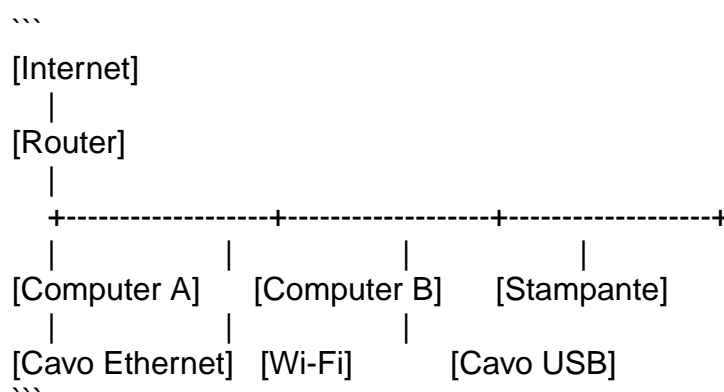 ```
[Internet]
|
[Router]
|
+-------------------+-------------------+-------------------+
| | | |
[Computer A] [Computer B] [Stampante]
| | |
[Cavo Ethernet] [Wi-Fi] [Cavo USB]
```